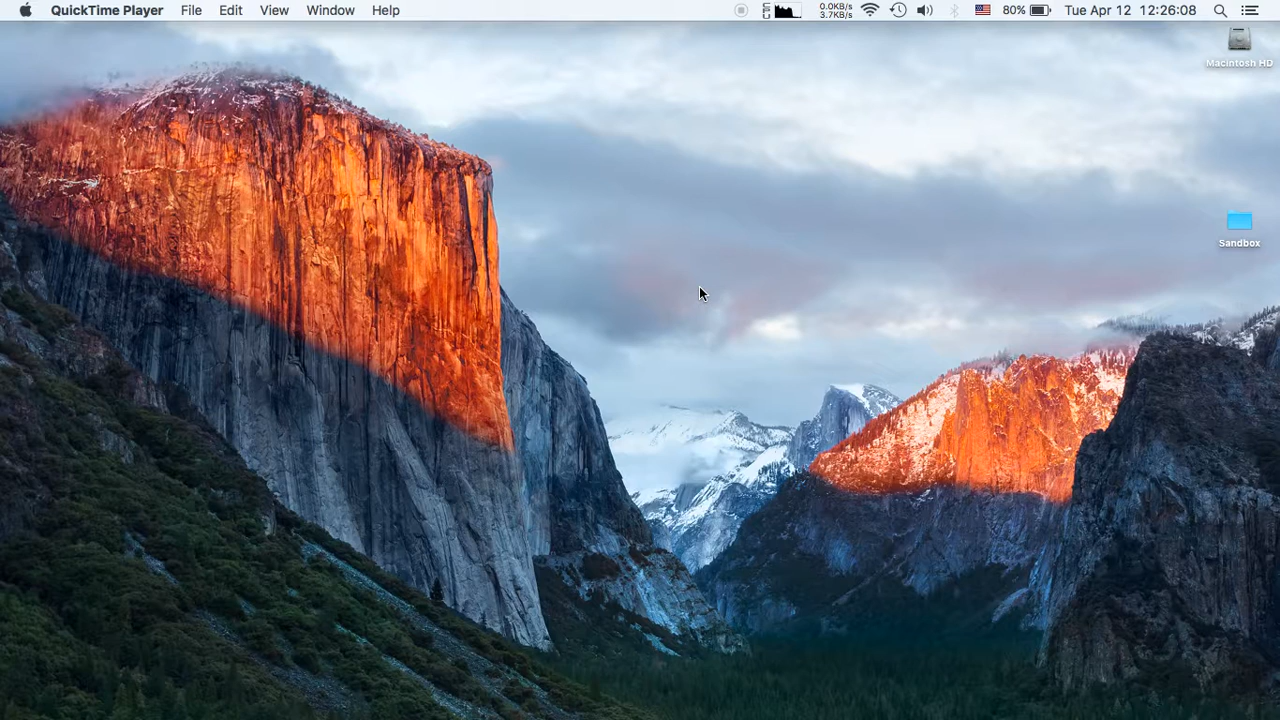 QuickTime Player File Edit View Window Help 0.0KB/s 80% Tue Apr 12 12:26:08
3.7KB/s
Macintosh HD
Sandbox